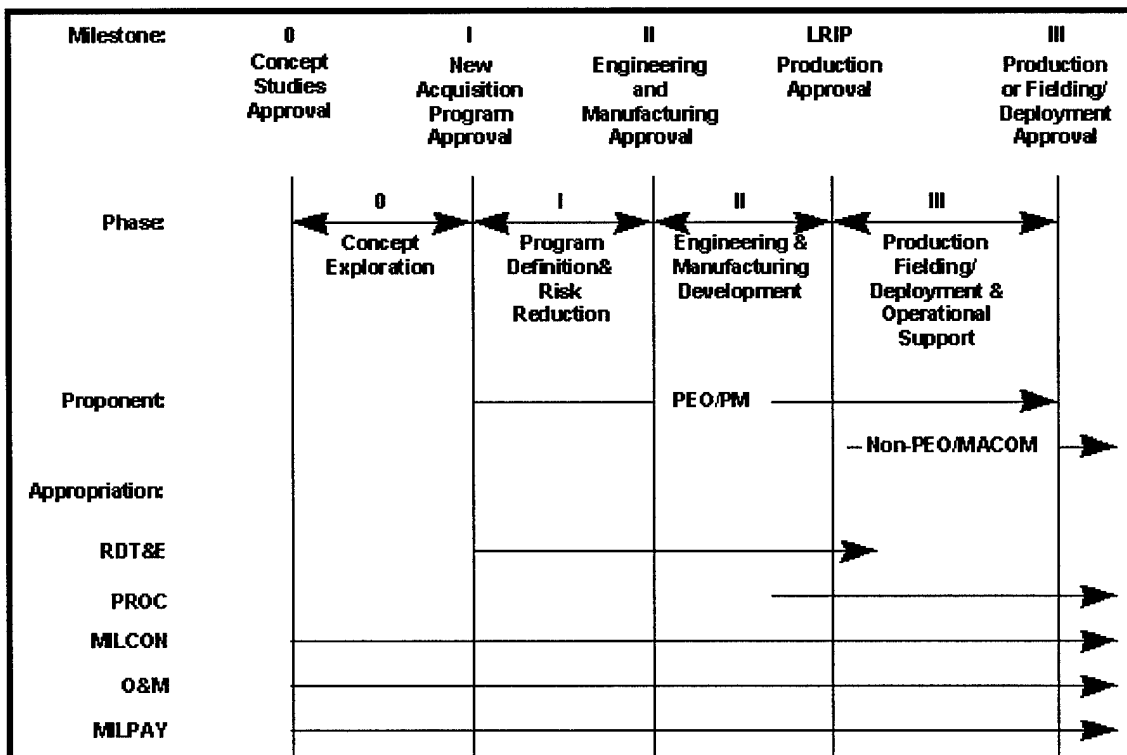 Milestone: 0 I II LRIP III
Concept Studies Approval
New Acquisition Program Approval
Engineering and Manufacturing Approval
Production Approval
Production or Fielding/ Deployment Approval
Phase: 0 I II III
Concept Exploration
Program Definition& Risk Reduction
Engineering & Manufacturing Development
Production Fielding/ Deployment & Operational Support
Proponent: PEO/PM
Non-PEO/MACOM
Appropriation:
RDT&E
PROC
MILCON
O&M
MILPAY